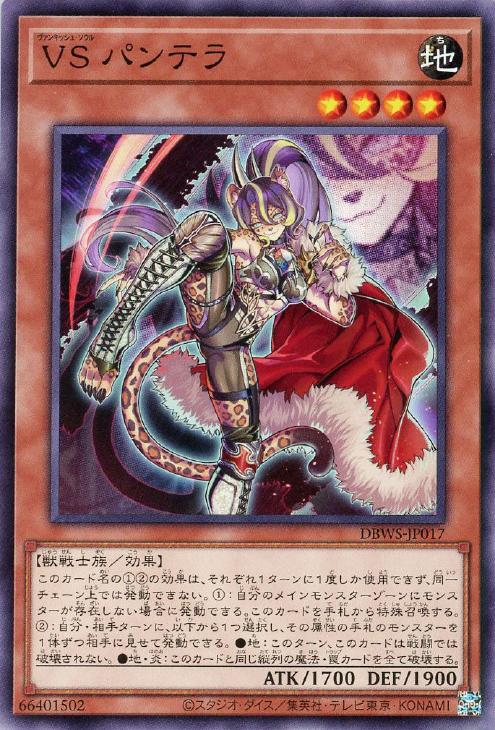 ヴァンキッシュ・ソウル
VS パンテラ
ち
地
DBWS-JP017
【獣戦士族／効果】
このカード名の①②の効果は、それぞれ1ターンに1度しか使用できず、同一
チェーン上では発動できない。①：自分のメインモンスターゾーンにモンス
ターが存在しない場合に発動できる。このカードを手札から特殊召喚する。
②：自分・相手ターンに、以下から1つ選択し、その属性の手札のモンスターを
1体ずつ相手に見せて発動できる。●地：このターン、このカードは戦闘では
破壊されない。●地・炎：このカードと同じ縦列の魔法・罠カードを全て破壊する。
ATK/1700 DEF/1900
66401502 ©スタジオ・ダイス／集英社・テレビ東京・KONAMI